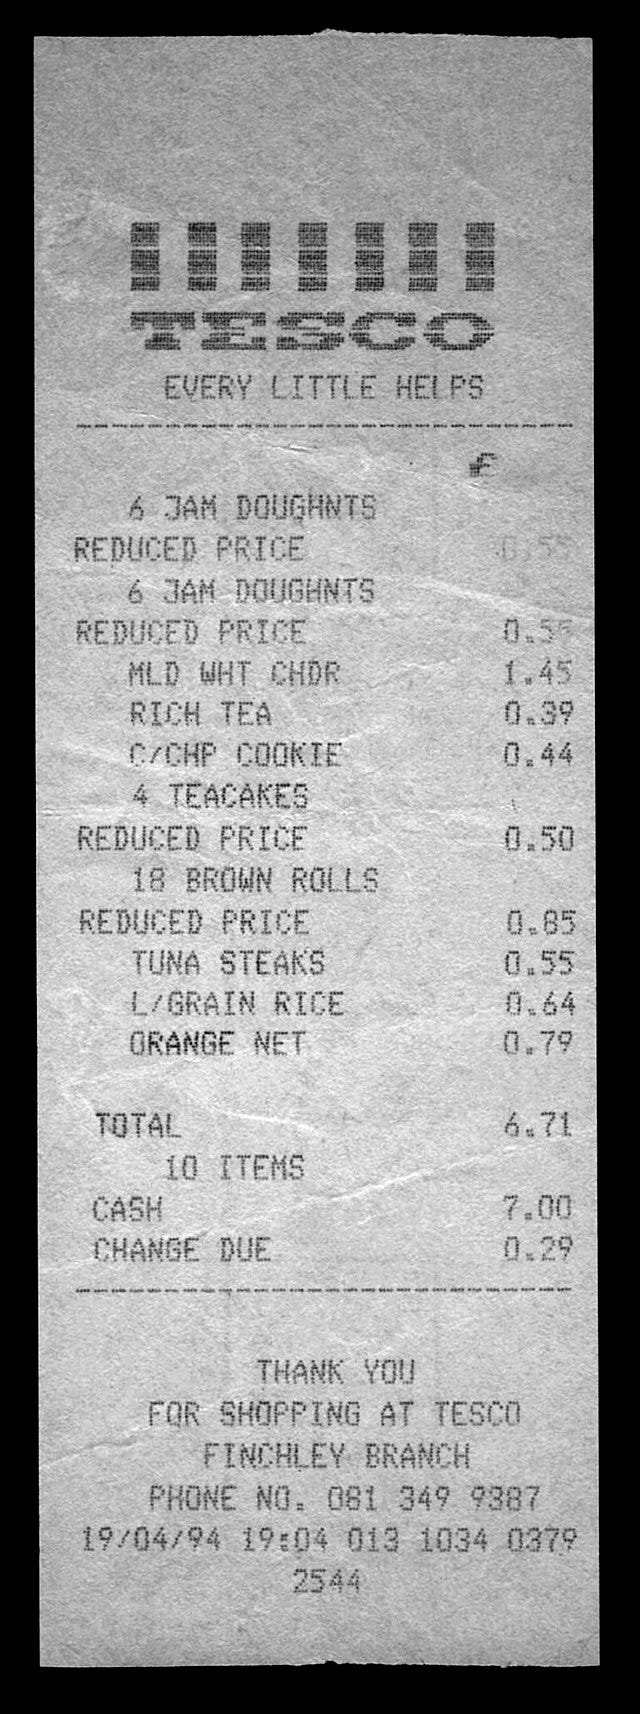 TESCO
EVERY LITTLE HELPS
£
6 JAM DOUGHNTS
REDUCED PRICE 0.55
6 JAM DOUGHNTS
REDUCED PRICE 0.55
MLD WHT CHDR 1.45
RICH TEA 0.39
C/CHP COOKIE 0.44
4 TEACAKES
REDUCED PRICE 0.50
18 BROWN ROLLS
REDUCED PRICE 0.85
TUNA STEAKS 0.55
L/GRAIN RICE 0.64
ORANGE NET 0.79
TOTAL 6.71
10 ITEMS
CASH 7.00
CHANGE DUE 0.29
THANK YOU
FOR SHOPPING AT TESCO
FINCHLEY BRANCH
PHONE NO. 081 349 9387
19/04/94 19:04 013 1034 0379
2544